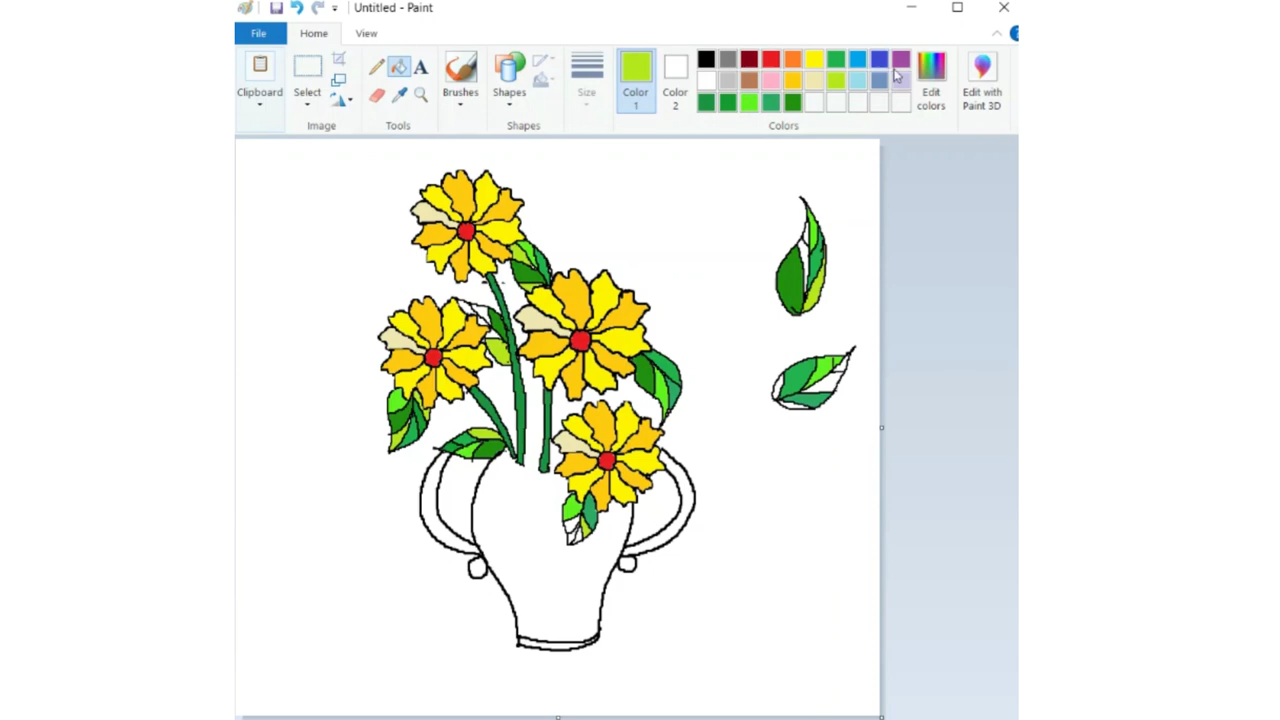 Untitled - Paint
File
Home
View
Clipboard
Select
Image
Tools
Brushes
Shapes
Shapes
Size
Color
1
Color
2
Edit
colors
Colors
Edit with
Paint 3D